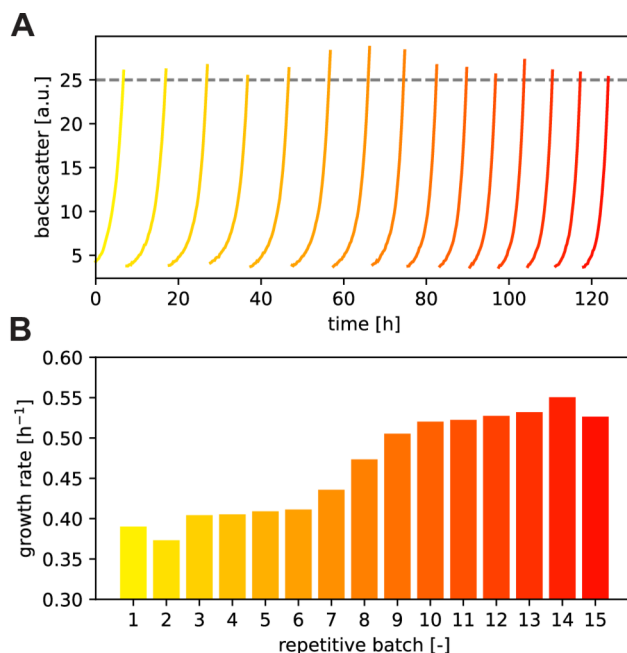 A
backscatter [a.u.]
25
20
15
10
5
0 20 40 60 80 100 120
time [h]
B
growth rate [h⁻¹]
0.60
0.55
0.50
0.45
0.40
0.35
0.30
1 2 3 4 5 6 7 8 9 10 11 12 13 14 15
repetitive batch [-]